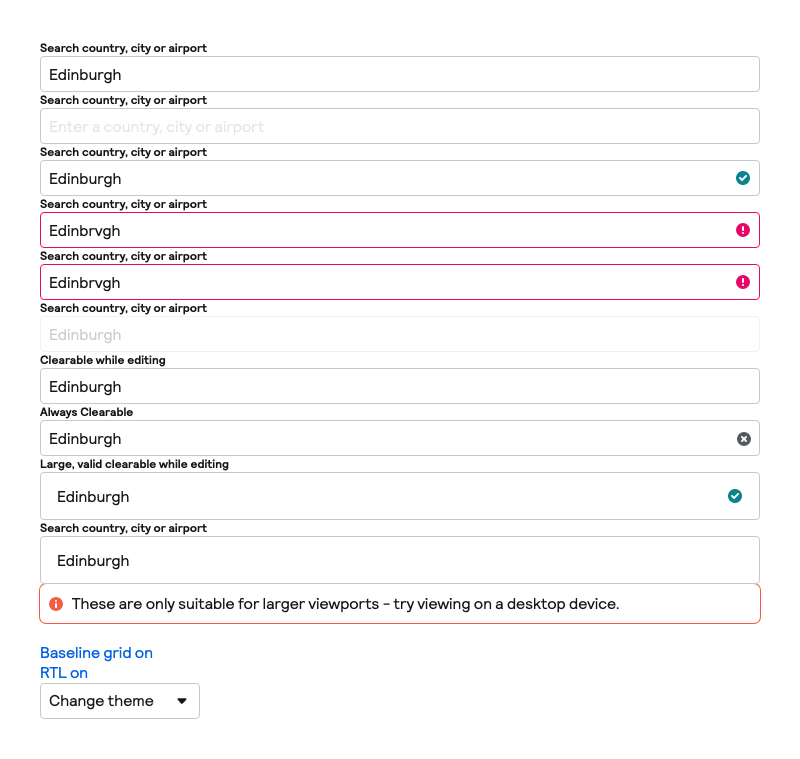 Search country, city or airport
Edinburgh
Search country, city or airport
Enter a country, city or airport
Search country, city or airport
Edinburgh
Search country, city or airport
Edinbrvgh
Search country, city or airport
Edinbrvgh
Search country, city or airport
Edinburgh
Clearable while editing
Edinburgh
Always Clearable
Edinburgh
Large, valid clearable while editing
Edinburgh
Search country, city or airport
Edinburgh
These are only suitable for larger viewports - try viewing on a desktop device.
Baseline grid on
RTL on
Change theme